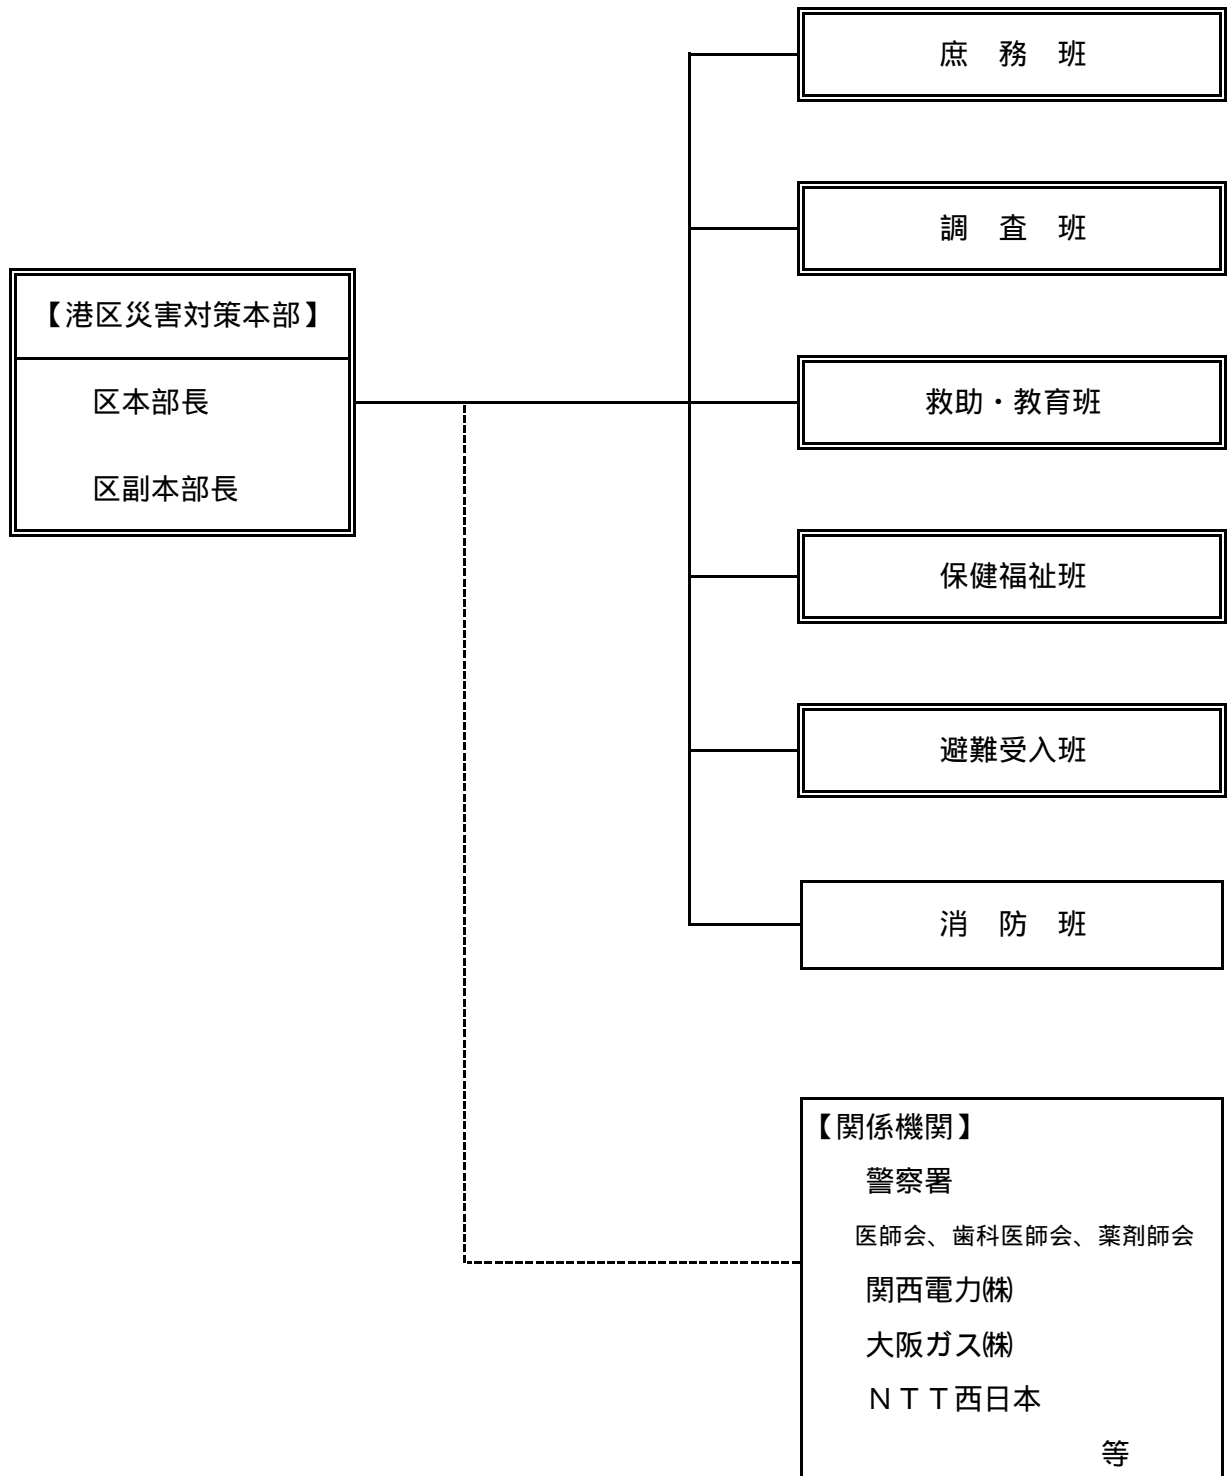 庶　務　班
調　査　班
【港区災害対策本部】
区本部長
区副本部長
救助・教育班
保健福祉班
避難受入班
消　防　班
【関係機関】
警察署
医師会、歯科医師会、薬剤師会
関西電力㈱
大阪ガス㈱
ＮＴＴ西日本
等